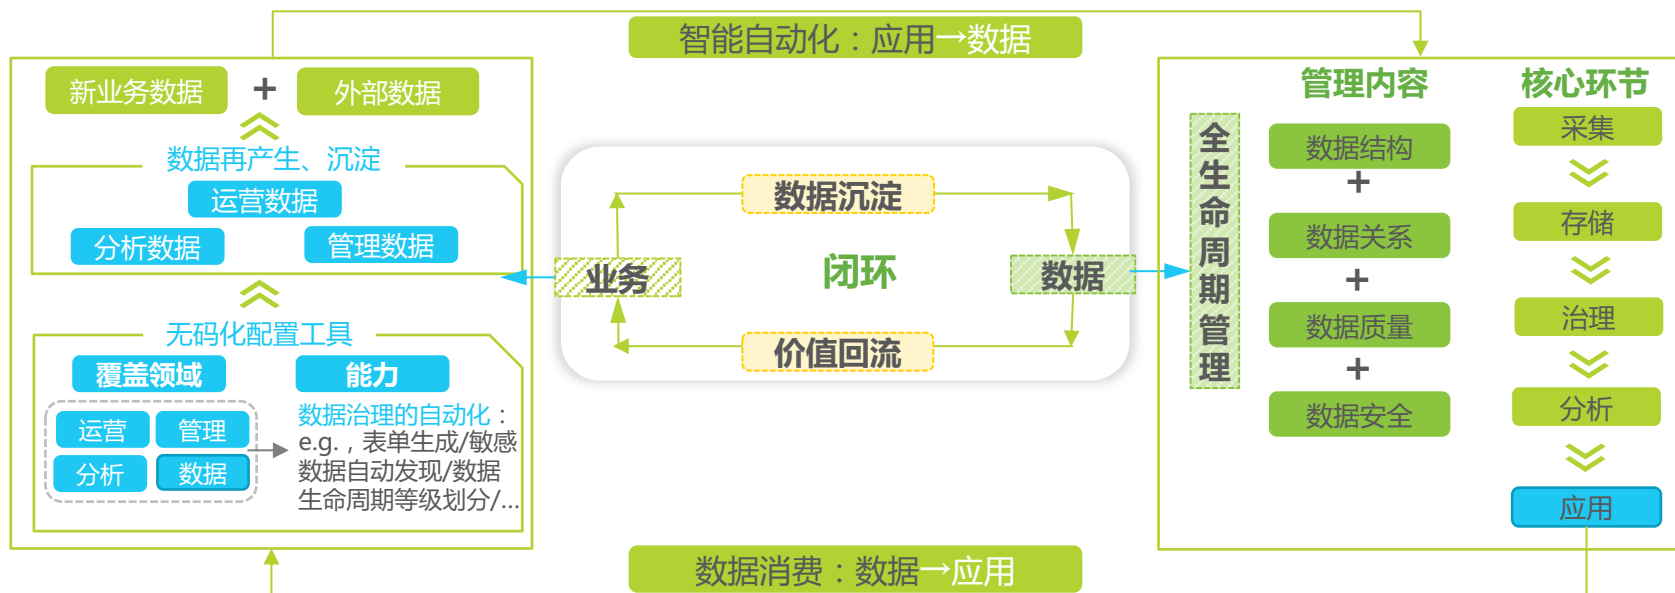 智能自动化：应用→数据
新业务数据
+
外部数据
数据再产生、沉淀
运营数据
分析数据
管理数据
无码化配置工具
覆盖领域
能力
运营
管理
分析
数据
数据治理的自动化：
e.g.，表单生成/敏感
数据自动发现/数据
生命周期等级划分/...
数据沉淀
业务
闭环
数据
价值回流
全生命周期管理
管理内容
数据结构
+
数据关系
+
数据质量
+
数据安全
核心环节
采集
存储
治理
分析
应用
数据消费：数据→应用